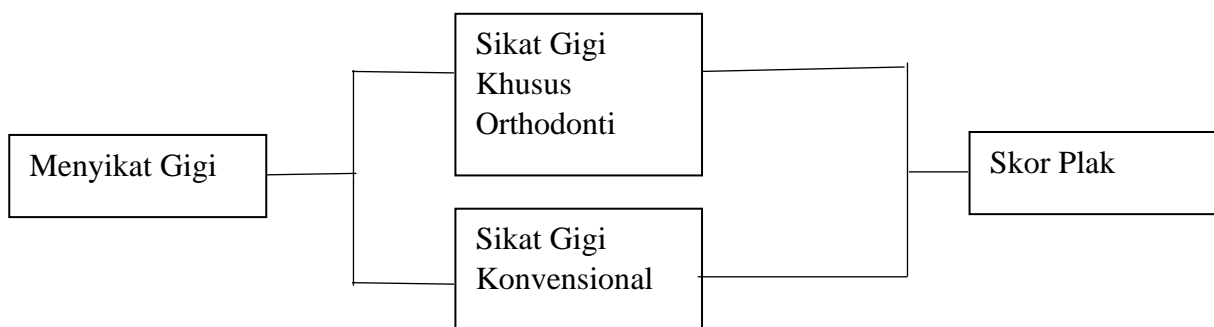 Menyikat Gigi
Sikat Gigi
Khusus
Orthodonti
Sikat Gigi
Konvensional
Skor Plak